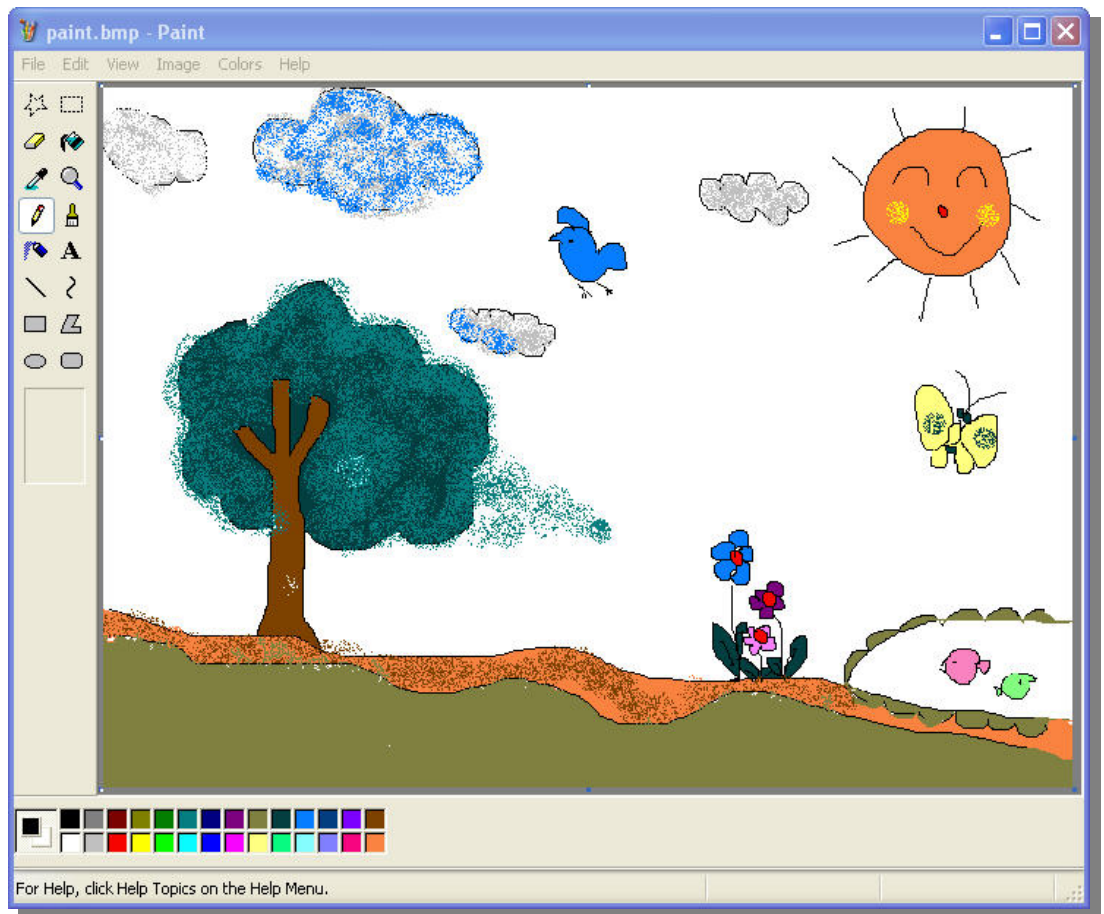 paint.bmp - Paint
File Edit View Image Colors Help
A
For Help, click Help Topics on the Help Menu.